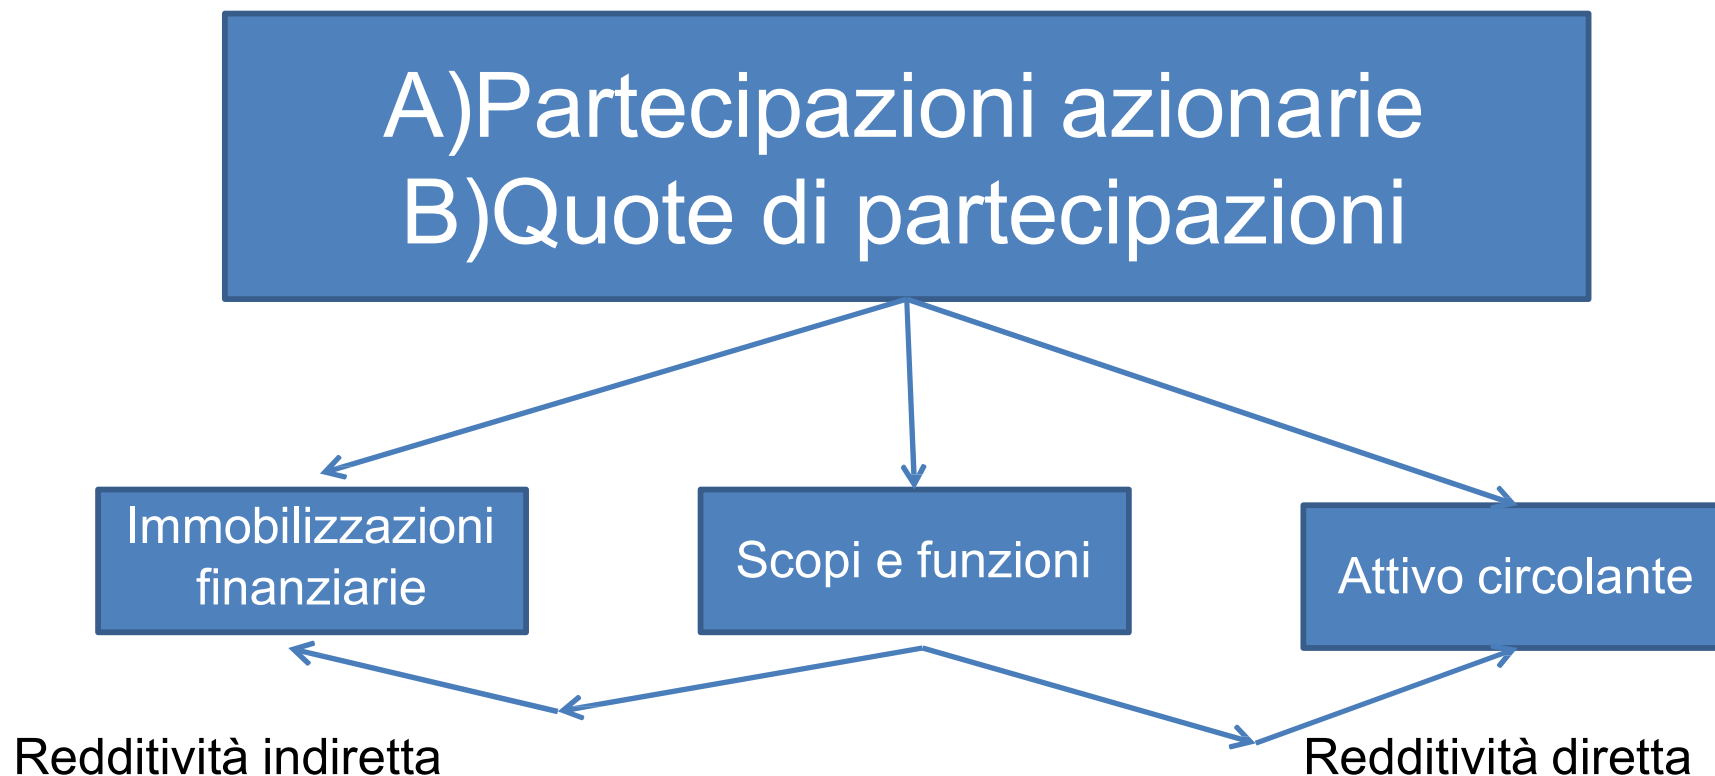 A)Partecipazioni azionarie
B)Quote di partecipazioni
Immobilizzazioni
finanziarie
Scopi e funzioni
Attivo circolante
Redditività indiretta
Redditività diretta